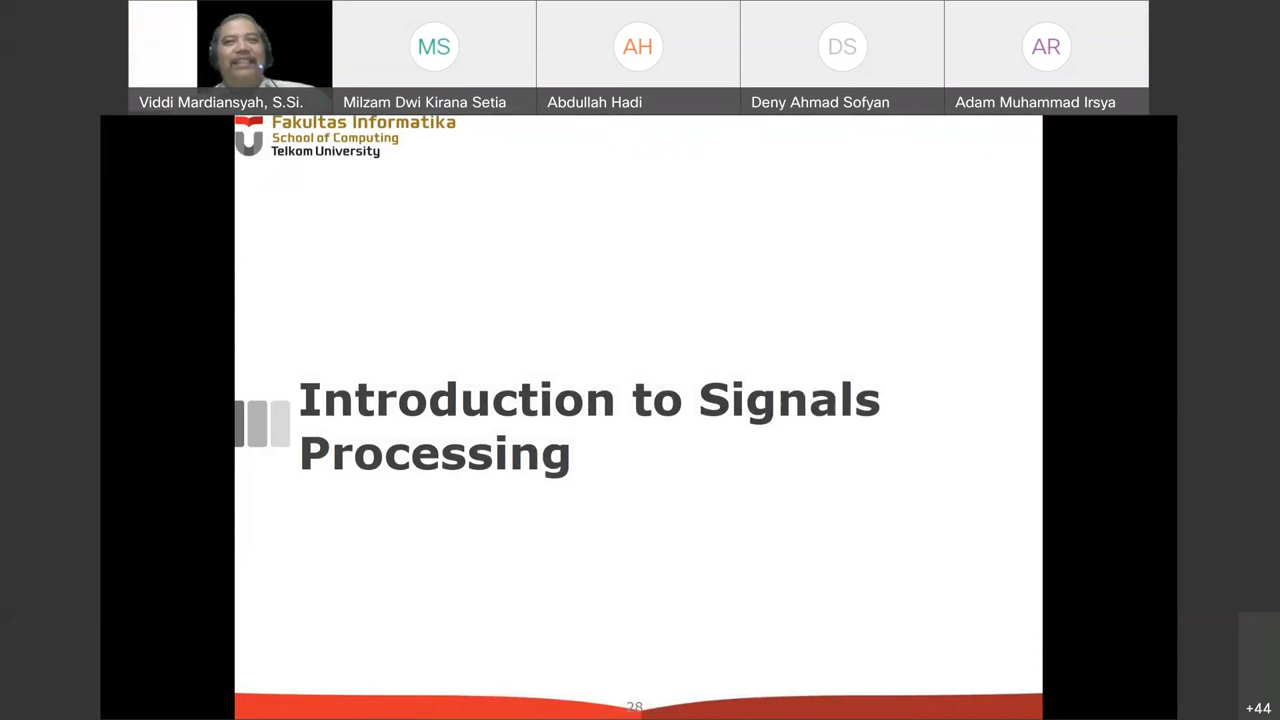 MS
AH
DS
AR
Viddi Mardiansyah, S.Si.
Milzam Dwi Kirana Setia
Abdullah Hadi
Deny Ahmad Sofyan
Adam Muhammad Irsya
Fakultas Informatika
School of Computing
Telkom University
Introduction to Signals
Processing
28
+44